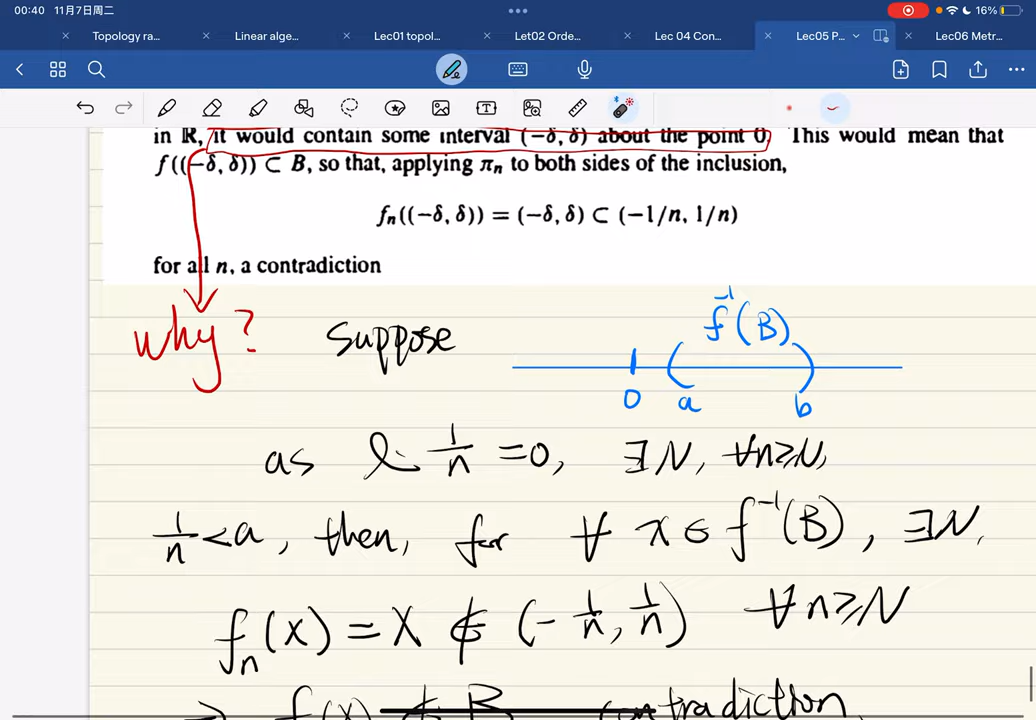 00:40 11月7日周二
16%
Topology ra...
Linear alge...
Lec01 topol...
Let02 Orde...
Lec 04 Con...
Lec05 P...
Lec06 Metr...
in ℝ, it would contain some interval (−δ, δ) about the point 0. This would mean that
f((−δ, δ)) ⊂ B, so that, applying πₙ to both sides of the inclusion,
fₙ((−δ, δ)) = (−δ, δ) ⊂ (−1/n, 1/n)
for all n, a contradiction
why?
suppose
f⁻¹(B)
0 a b
as 1/n =0, ∃N, ∀n≥N,
1/n<a, then, for ∀ x∈f⁻¹(B), ∃N,
fₙ(x)=x∉(-1/n, 1/n) ∀n≥N
⇒ f(x)∉B contradiction